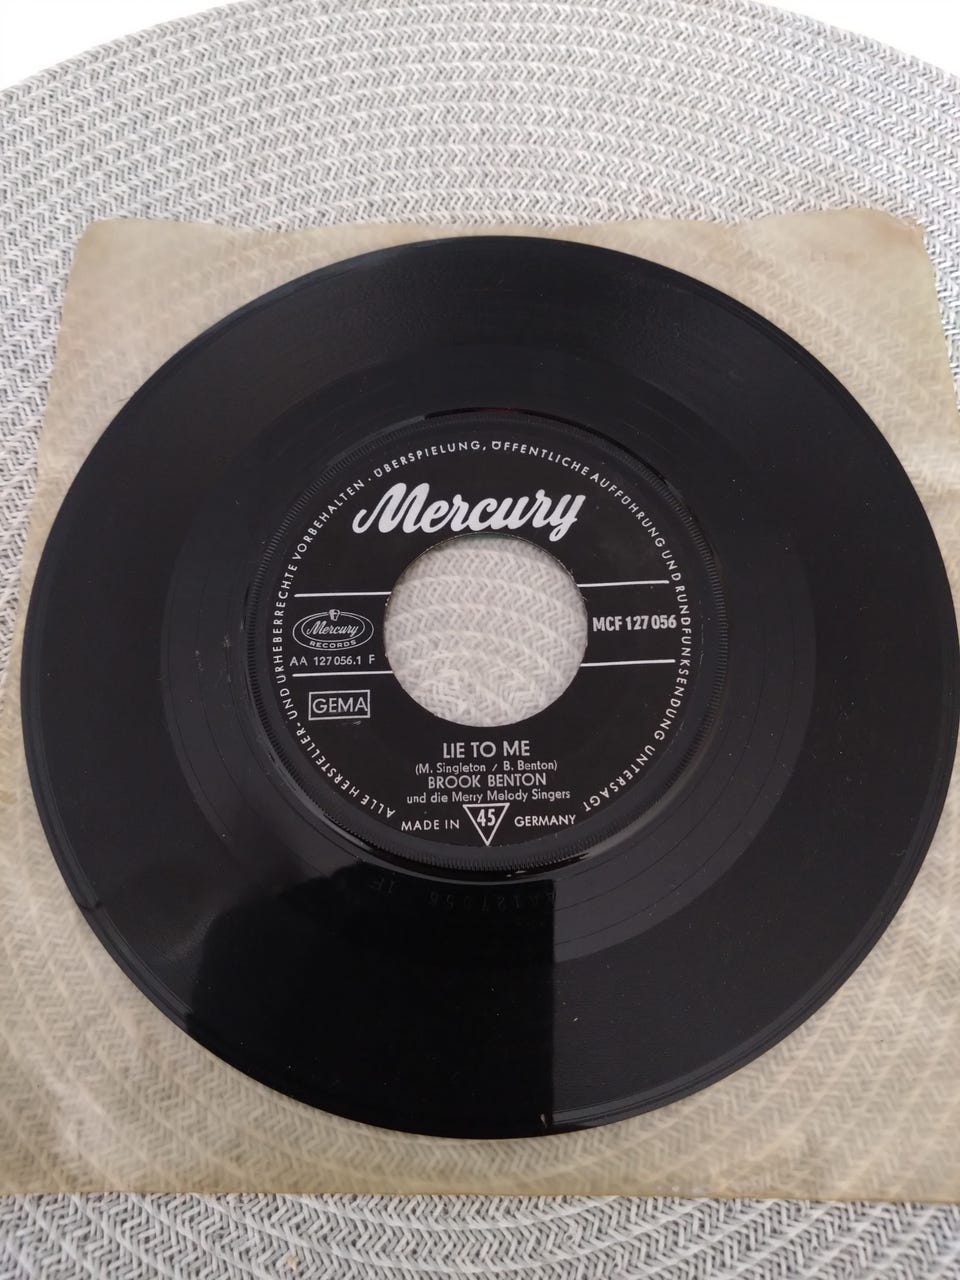 ALLE HERSTELLER- UND URHEBERRECHTE VORBEHALTEN · ÜBERSPIELUNG, ÖFFENTLICHE AUFFÜHRUNG UND RUNDFUNKSENDUNG UNTERSAGT
Mercury
MCF 127 056
Mercury
RECORDS
AA 127 056.1 F
GEMA
LIE TO ME
(M. Singleton / B. Benton)
BROOK BENTON
und die Merry Melody Singers
MADE IN 45 GERMANY
AA127056 1F